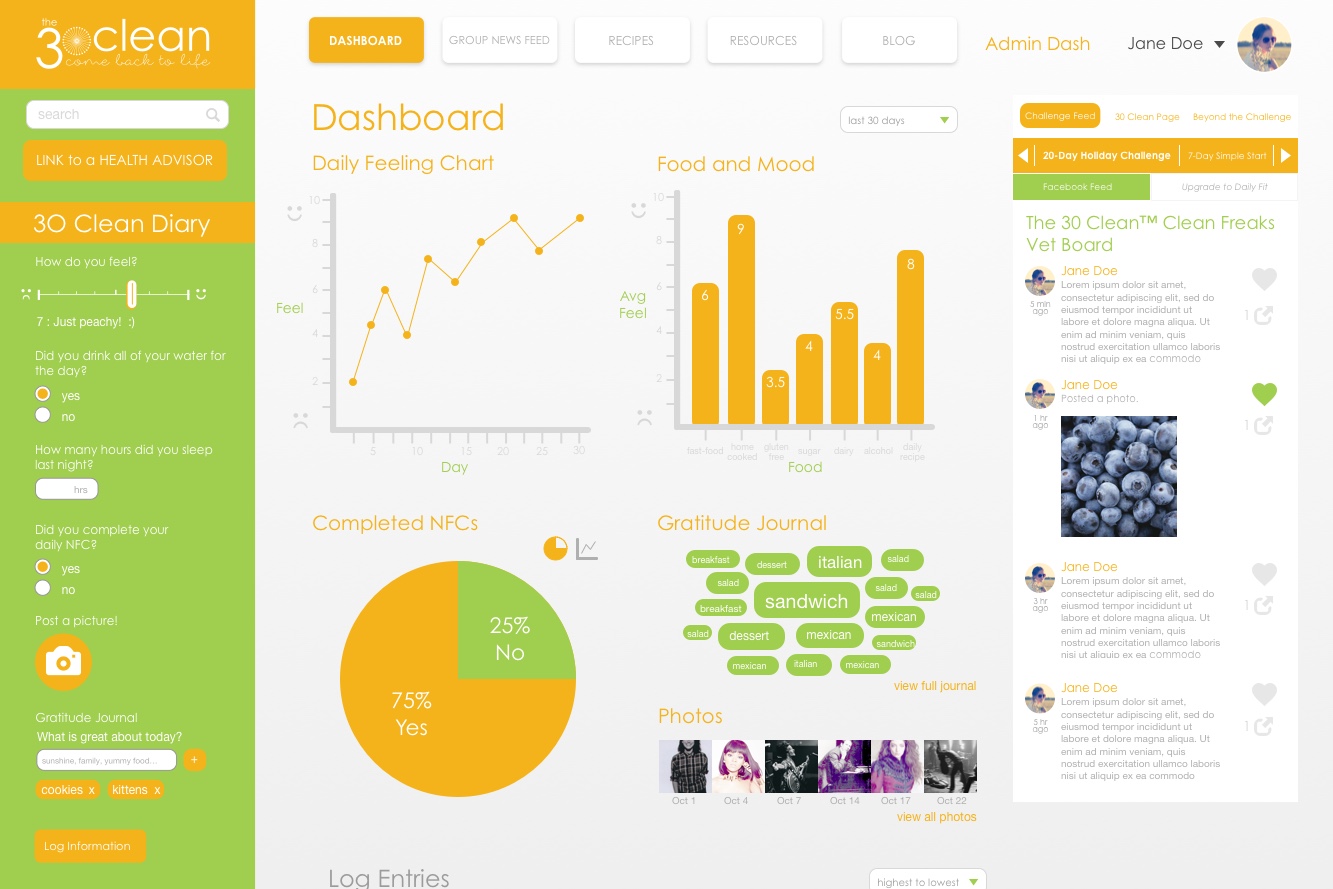 the
30clean
come back to life
search
LINK to a HEALTH ADVISOR
3O Clean Diary
How do you feel?
7 : Just peachy! :)
Did you drink all of your water for
the day?
yes
no
How many hours did you sleep
last night?
hrs
Did you complete your
daily NFC?
yes
no
Post a picture!
Gratitude Journal
What is great about today?
sunshine, family, yummy food...
+
cookies x
kittens x
Log Information
DASHBOARD
GROUP NEWS FEED
RECIPES
RESOURCES
BLOG
Admin Dash
Jane Doe
Dashboard
last 30 days
Daily Feeling Chart
10
8
6
4
2
Feel
5
10
15
20
25
30
Day
Food and Mood
10
8
6
4
2
Avg
Feel
6
9
3.5
4
5.5
4
8
fast-food
home
cooked
gluten
free
sugar
dairy
alcohol
daily
recipe
Food
Completed NFCs
25%
No
75%
Yes
Gratitude Journal
breakfast
dessert
italian
salad
salad
sandwich
salad
salad
breakfast
mexican
salad
dessert
mexican
sandwich
mexican
italian
mexican
view full journal
Photos
Oct 1
Oct 4
Oct 7
Oct 14
Oct 17
Oct 22
view all photos
Log Entries
highest to lowest
Challenge Feed
30 Clean Page
Beyond the Challenge
20-Day Holiday Challenge
7-Day Simple Start
Facebook Feed
Upgrade to Daily Fit
The 30 Clean™ Clean Freaks
Vet Board
Jane Doe
Lorem ipsum dolor sit amet,
consectetur adipiscing elit, sed do
eiusmod tempor incididunt ut
labore et dolore magna aliqua. Ut
enim ad minim veniam, quis
nostrud exercitation ullamco laboris
nisi ut aliquip ex ea commodo
5 min
ago
1
Jane Doe
Posted a photo.
1 hr
ago
1
Jane Doe
Lorem ipsum dolor sit amet,
consectetur adipiscing elit, sed do
eiusmod tempor incididunt ut
labore et dolore magna aliqua. Ut
enim ad minim veniam, quis
nostrud exercitation ullamco laboris
nisi ut aliquip ex ea commodo
3 hr
ago
1
Jane Doe
Lorem ipsum dolor sit amet,
consectetur adipiscing elit, sed do
eiusmod tempor incididunt ut
labore et dolore magna aliqua. Ut
enim ad minim veniam, quis
nostrud exercitation ullamco laboris
nisi ut aliquip ex ea commodo
5 hr
ago
1